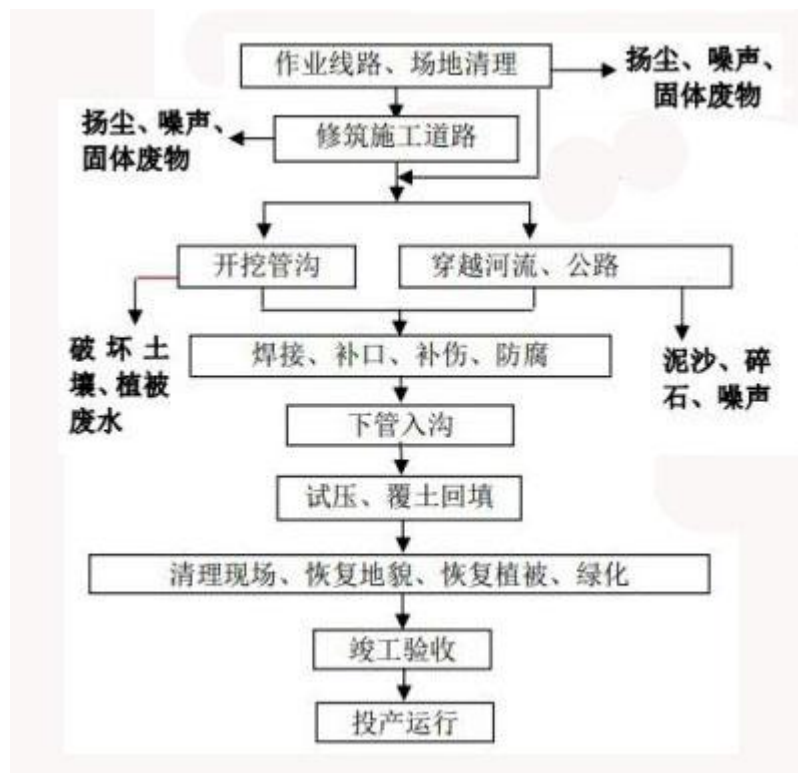 作业线路、场地清理
扬尘、噪声、
固体废物
扬尘、噪声、
固体废物
修筑施工道路
开挖管沟
穿越河流、公路
破坏土
壤、植被
废水
焊接、补口、补伤、防腐
泥沙、碎
石、噪声
下管入沟
试压、覆土回填
清理现场、恢复地貌、恢复植被、绿化
竣工验收
投产运行